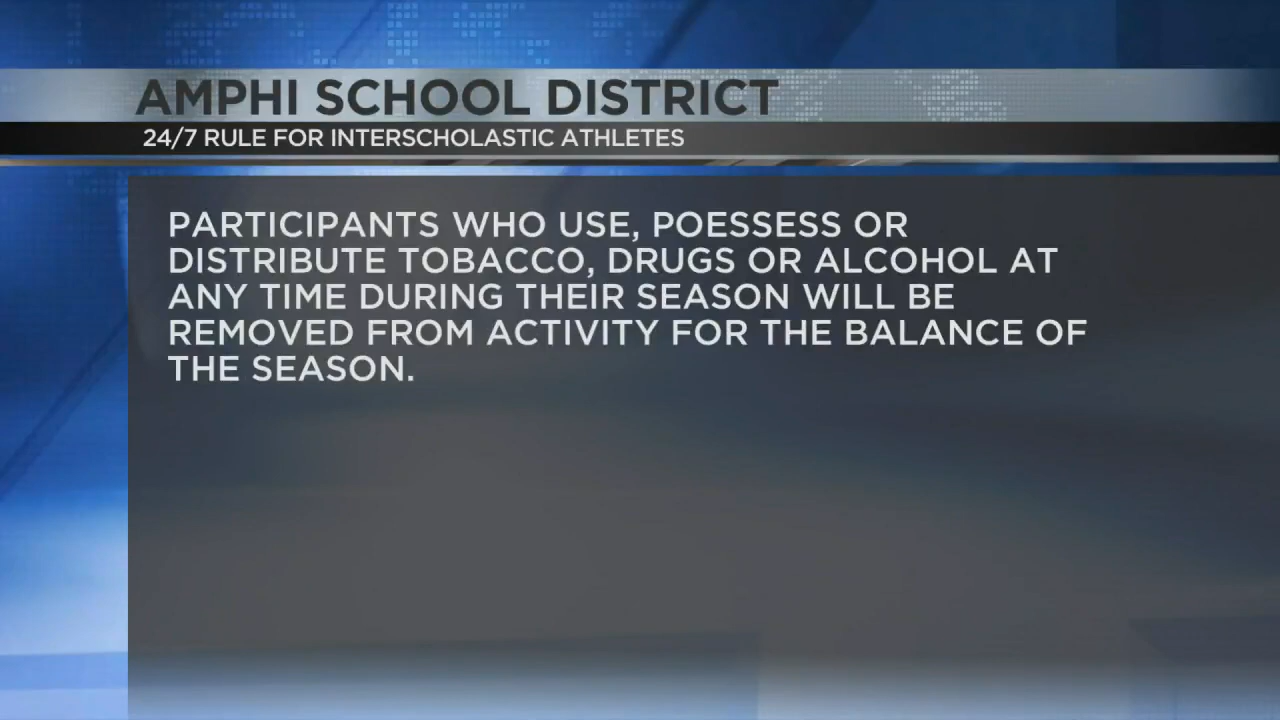 AMPHI SCHOOL DISTRICT
24/7 RULE FOR INTERSCHOLASTIC ATHLETES
PARTICIPANTS WHO USE, POESSESS OR
DISTRIBUTE TOBACCO, DRUGS OR ALCOHOL AT
ANY TIME DURING THEIR SEASON WILL BE
REMOVED FROM ACTIVITY FOR THE BALANCE OF
THE SEASON.